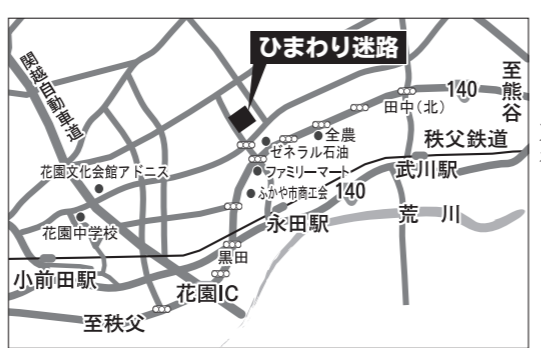 ひまわり迷路
関越自動車道
至熊谷
140
田中（北）
全農
秩父鉄道
ゼネラル石油
武川駅
花園文化会館アドニス
ファミリーマート
ふかや市商工会
140
荒川
永田駅
花園中学校
黒田
小前田駅
花園IC
至秩父